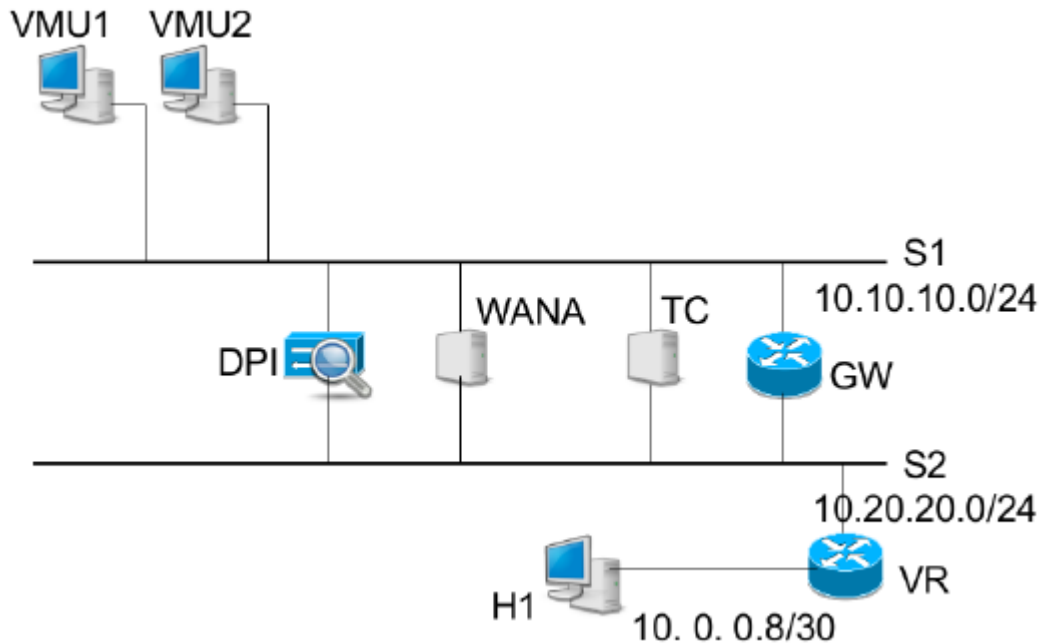 VMU1 VMU2
S1
10.10.10.0/24
WANA
TC
DPI
GW
S2
10.20.20.0/24
VR
H1
10. 0. 0.8/30